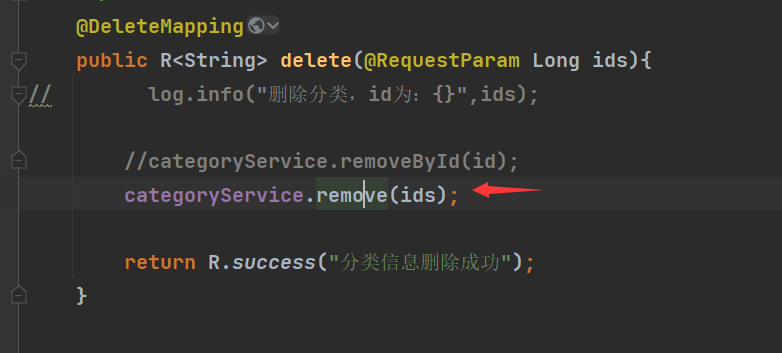 @DeleteMapping
public R<String> delete(@RequestParam Long ids){
//        log.info("删除分类，id为：{}",ids);
//categoryService.removeById(id);
categoryService.remove(ids);
return R.success("分类信息删除成功");
}